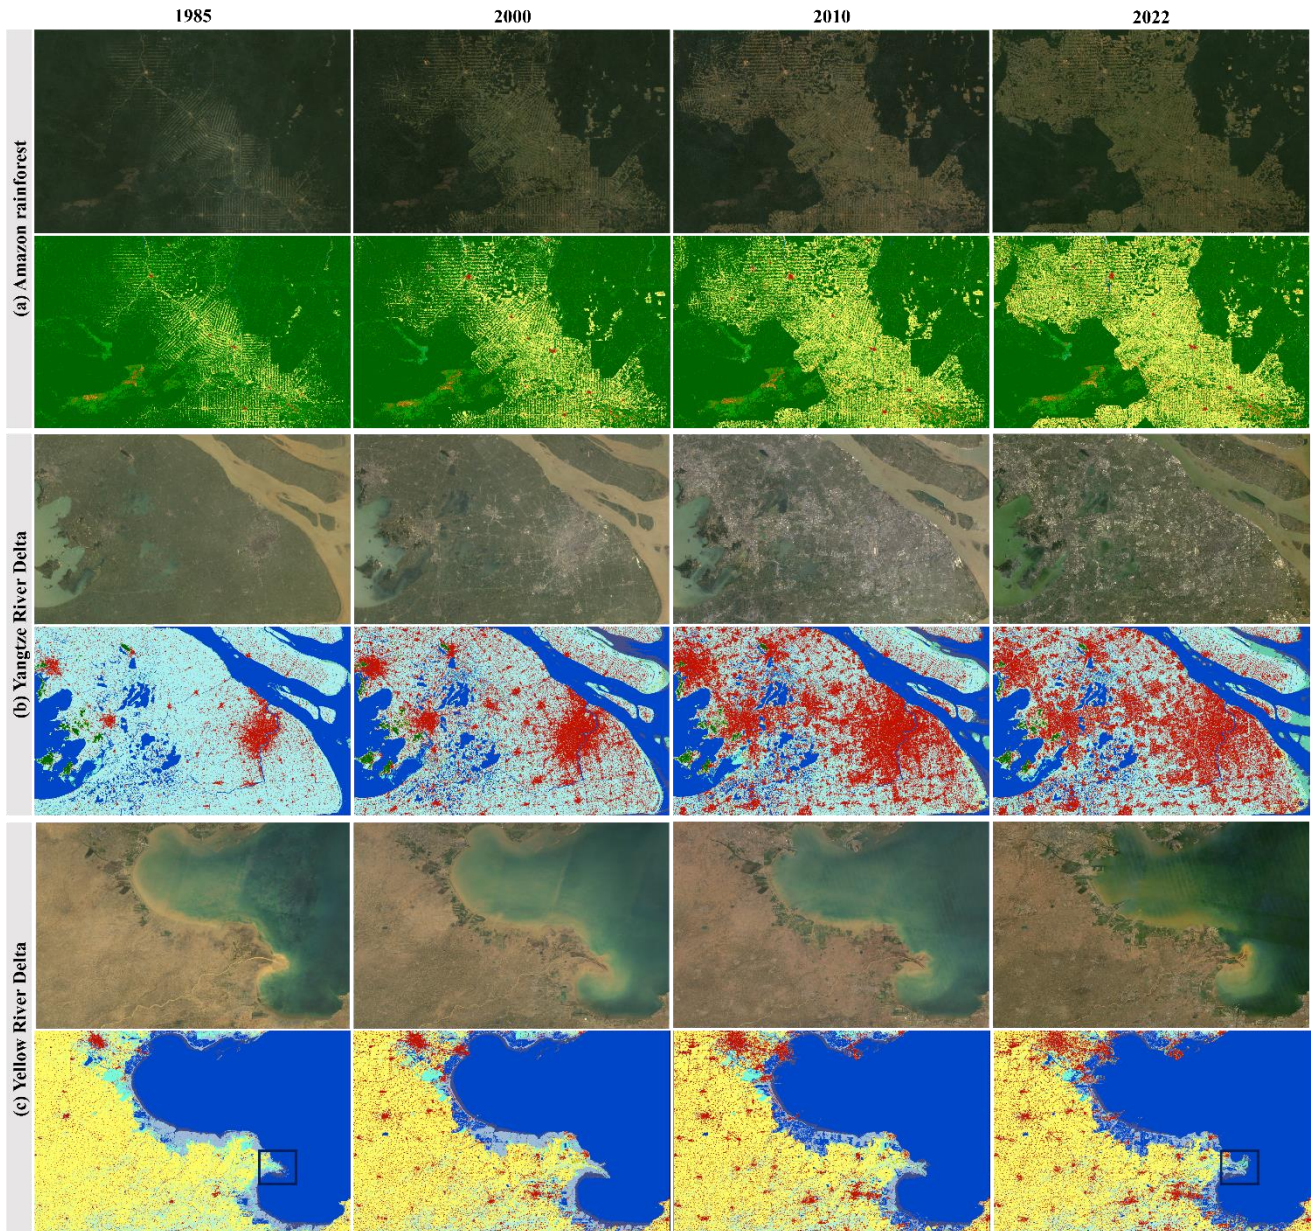 1985
2000
2010
2022
(a) Amazon rainforest
(b) Yangtze River Delta
(c) Yellow River Delta